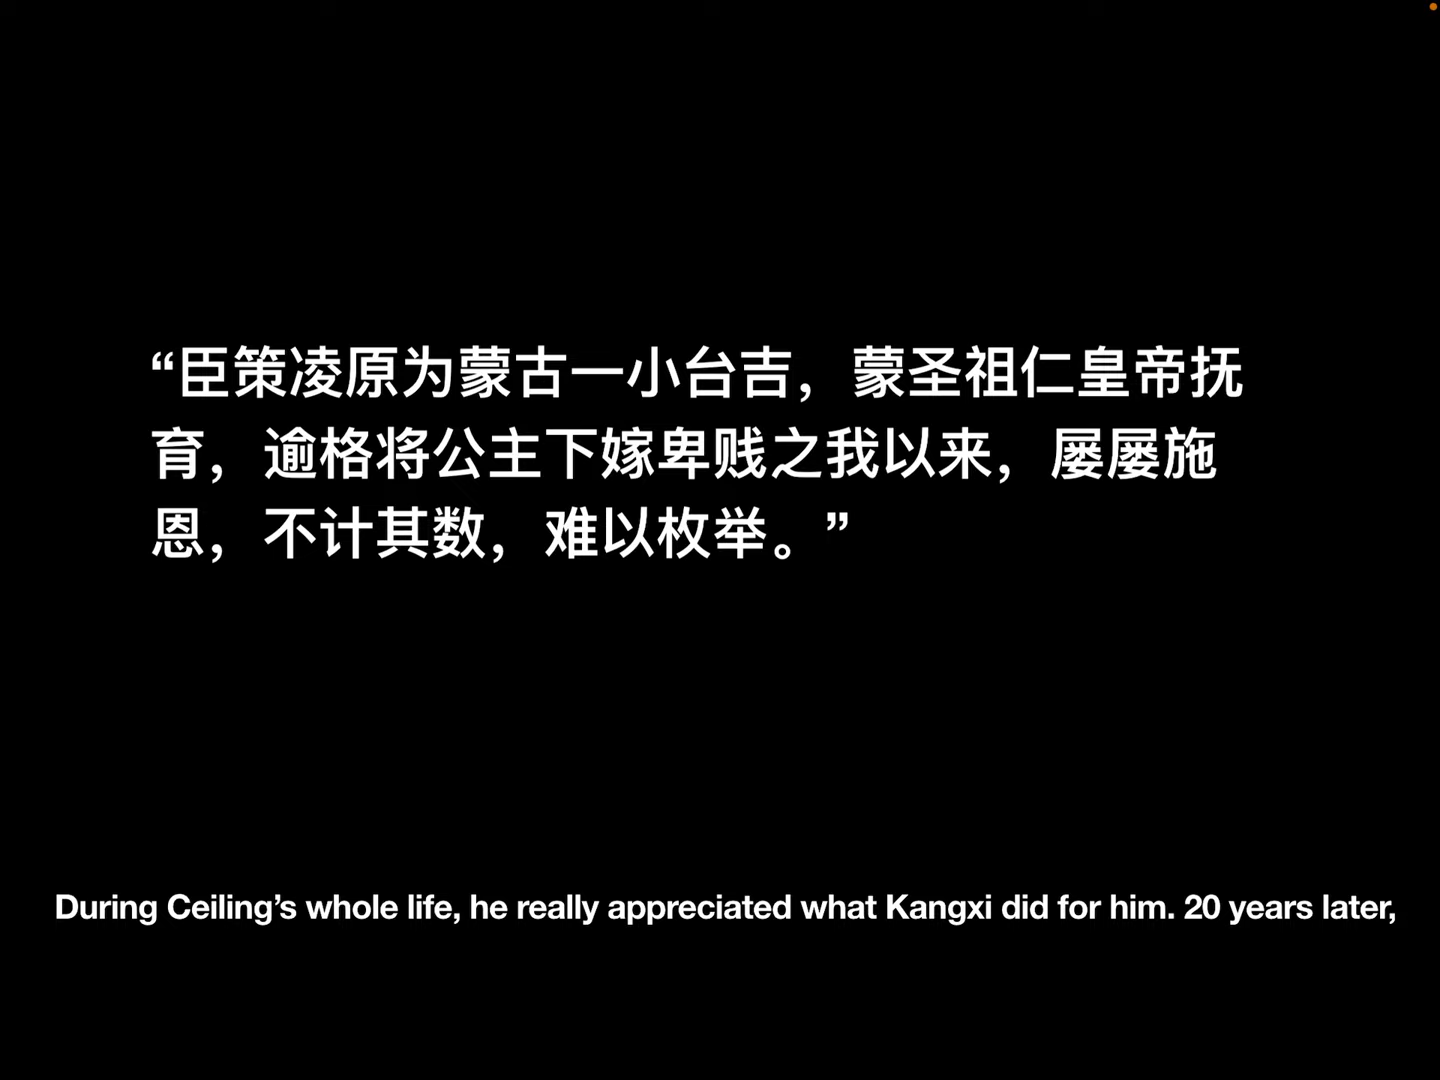 “臣策凌原为蒙古一小台吉，蒙圣祖仁皇帝抚
育，逾格将公主下嫁卑贱之我以来，屡屡施
恩，不计其数，难以枚举。”
During Ceiling’s whole life, he really appreciated what Kangxi did for him. 20 years later,